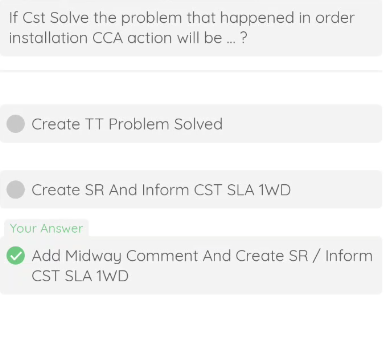 If Cst Solve the problem that happened in order
installation CCA action will be ... ?
Create TT Problem Solved
Create SR And Inform CST SLA 1WD
Your Answer
Add Midway Comment And Create SR / Inform
CST SLA 1WD